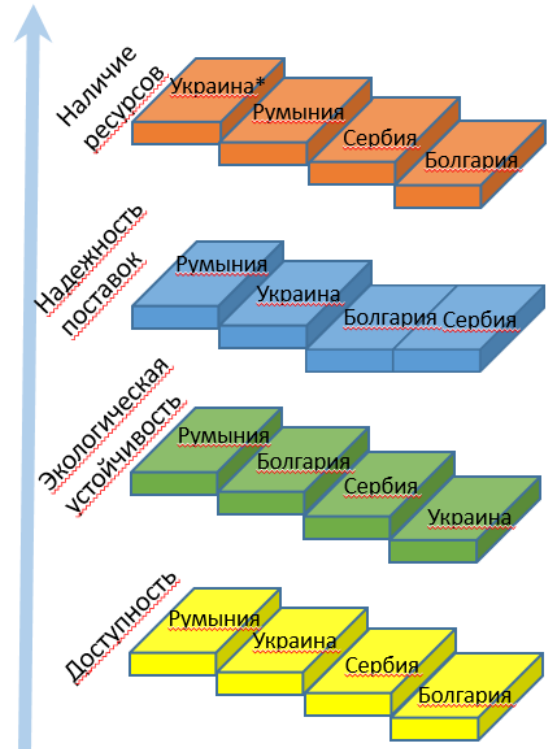 Наличие
ресурсов
Украина*
Румыния
Сербия
Болгария
Надежность
поставок
Румыния
Украина
Болгария
Сербия
Экологическая
устойчивость
Румыния
Болгария
Сербия
Украина
Доступность
Румыния
Украина
Сербия
Болгария